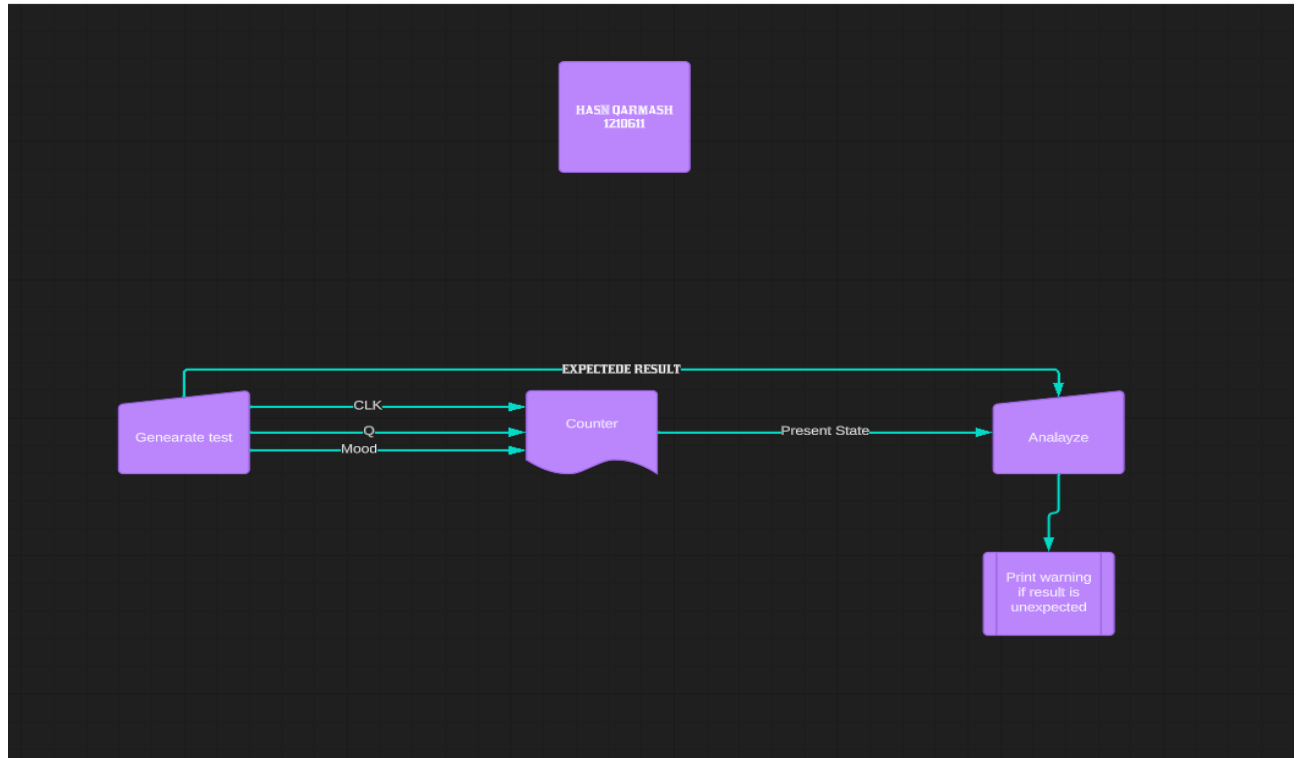 HASN QARMASH
1210611
EXPECTEDE RESULT
CLK
Genearate test
Q
Mood
Counter
Present State
Analayze
Print warning
if result is
unexpected